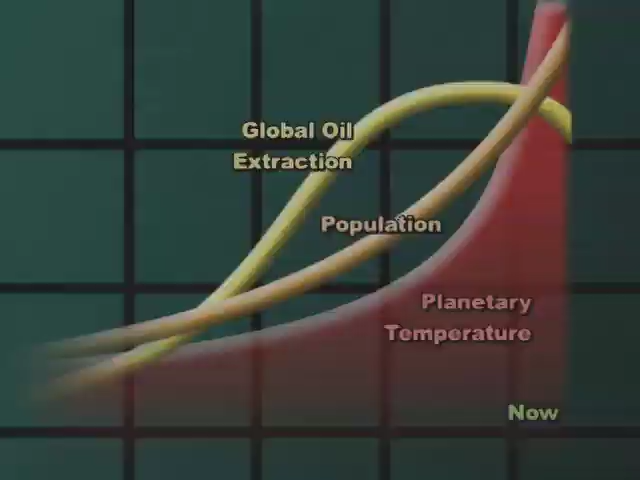 Global Oil
Extraction
Population
Planetary
Temperature
Now